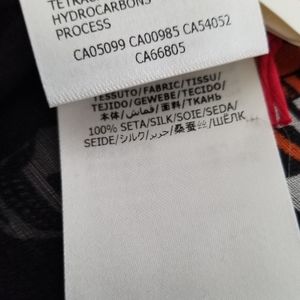 HYDROCARBONS
PROCESS
CA05099 CA00985 CA54052
CA66805
TESSUTO/FABRIC/TISSU/
TEJIDO/GEWEBE/TECIDO/
本体/قماش/面料/ТКАНЬ
100% SETA/SILK/SOIE/SEDA/
SEIDE/シルク/حرير/桑蚕丝/ШЁЛК